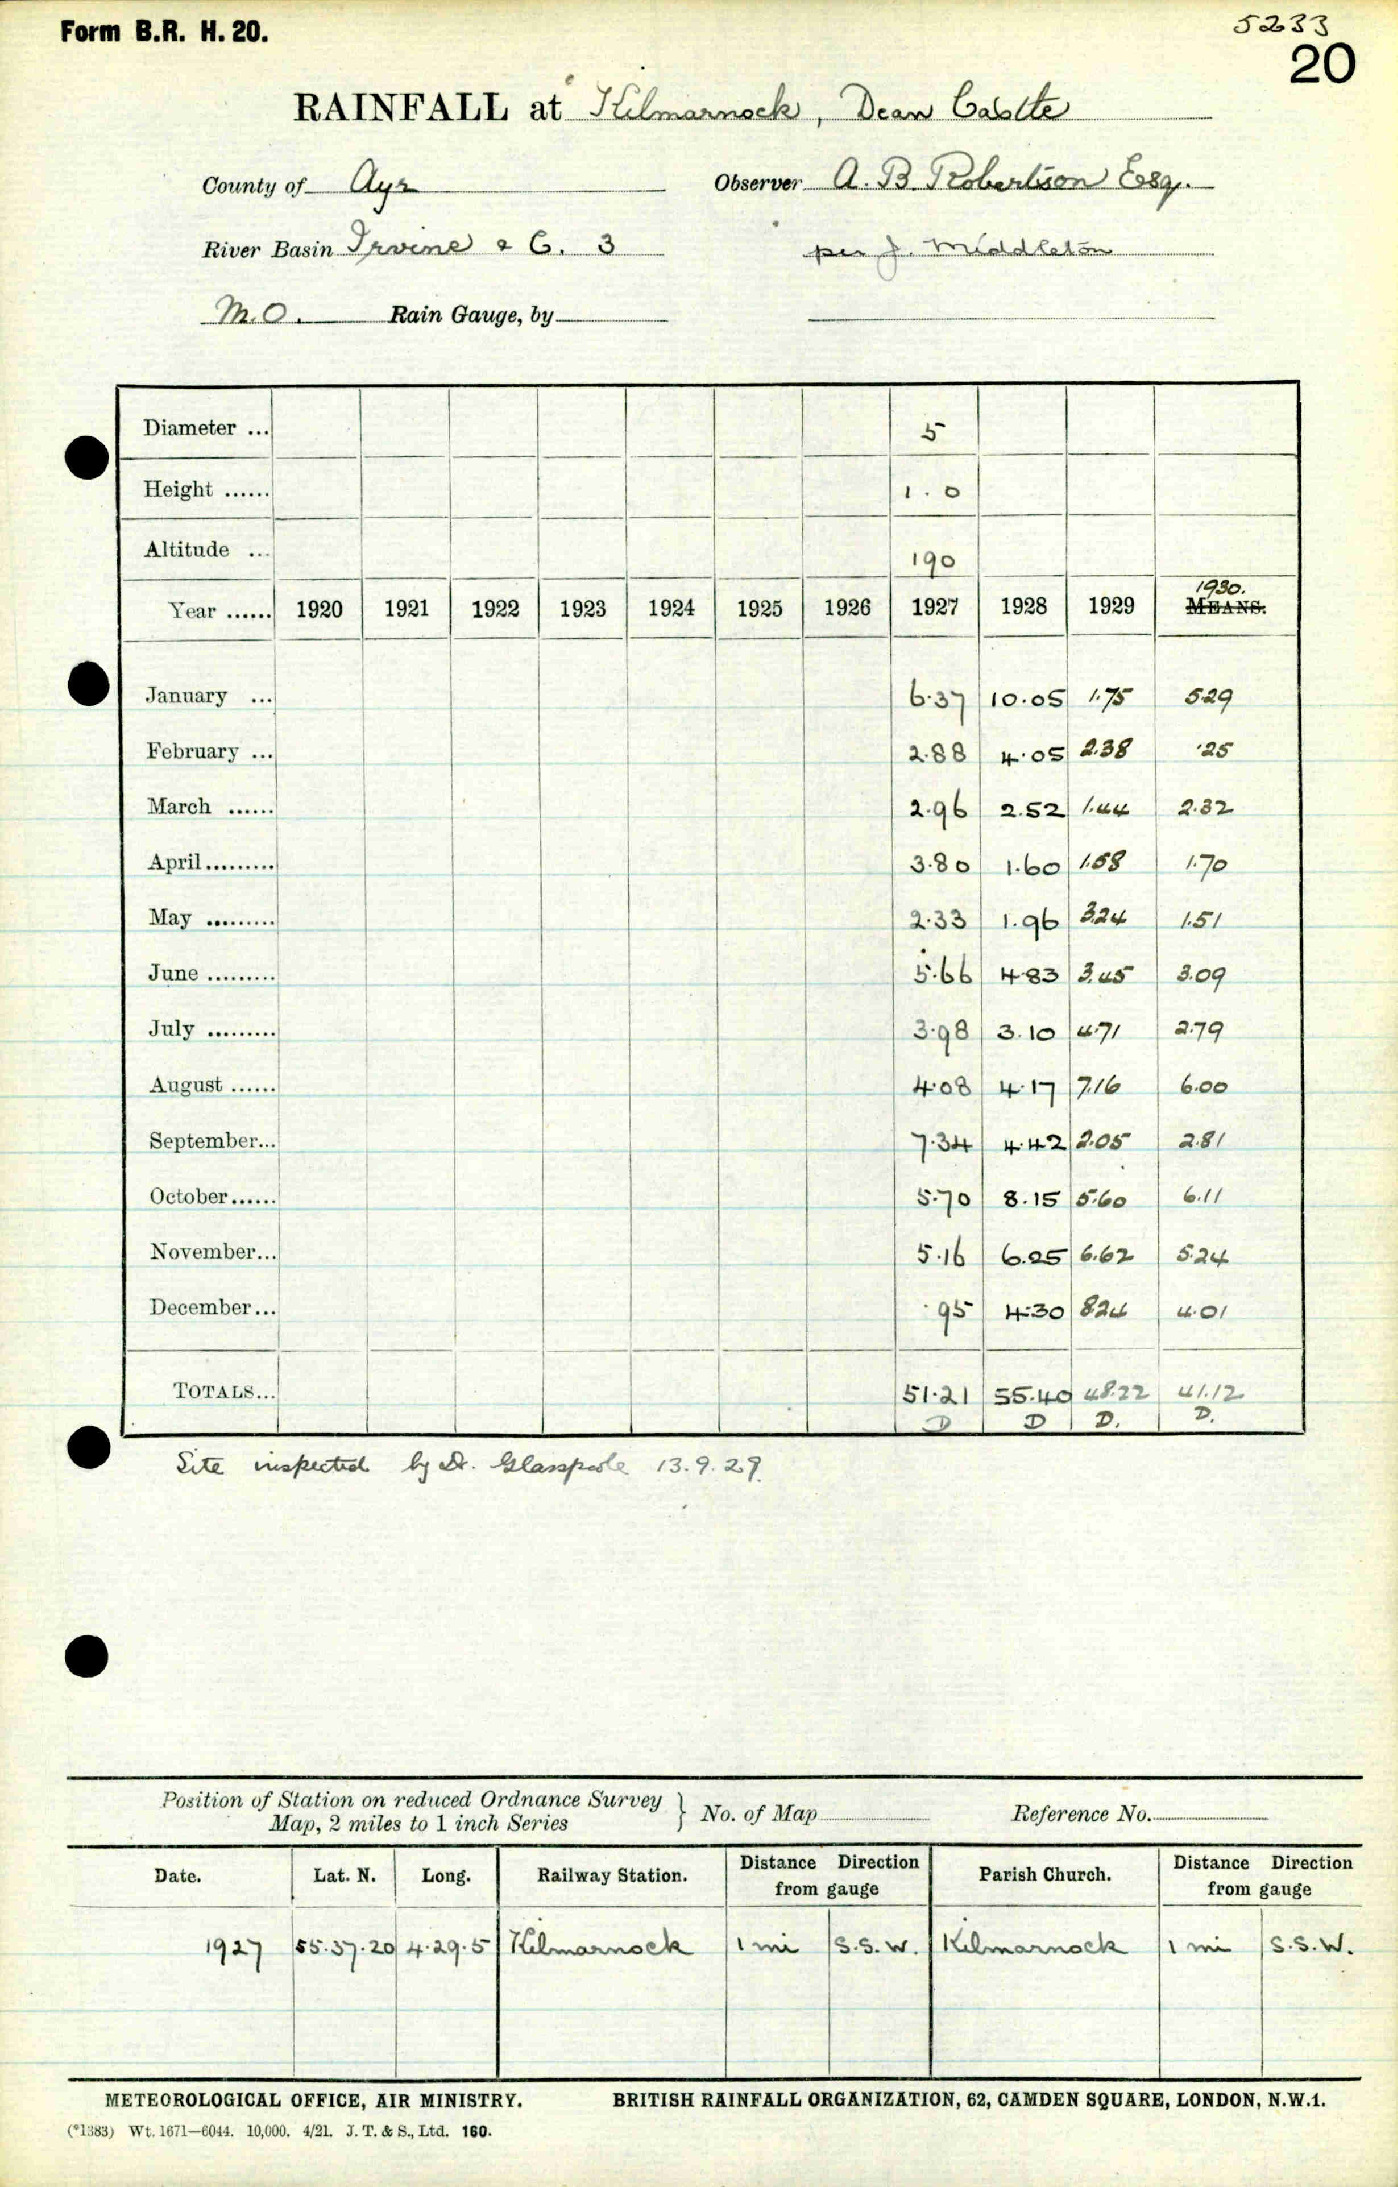 Form B.R. H. 20.
5233
20
RAINFALL at Kilmarnock, Dean Castle
County of Ayr Observer A. B. Robertson Esq.
River Basin Irvine & C. 3 per J. Middleton
M.O. Rain Gauge, by
Diameter ... 5
Height ...... 1.0
Altitude ... 190
Year ...... 1920 1921 1922 1923 1924 1925 1926 1927 1928 1929 1930. MEANS.
January ... 6.37 10.05 1.75 5.29
February ... 2.88 4.05 2.38 .25
March ...... 2.96 2.52 1.44 2.32
April ......... 3.80 1.60 1.58 1.70
May ......... 2.33 1.96 3.24 1.51
June ......... 5.66 4.83 3.45 3.09
July ......... 3.98 3.10 4.71 2.79
August ...... 4.08 4.17 7.16 6.00
September... 7.34 4.42 2.05 2.81
October...... 5.70 8.15 5.60 6.11
November... 5.16 6.25 6.62 5.24
December... .95 4.30 8.24 4.01
TOTALS... 51.21 55.40 48.22 41.12
D D D. D.
Site inspected by Dr. Glasspoole 13.9.29
Position of Station on reduced Ordnance Survey
Map, 2 miles to 1 inch Series } No. of Map Reference No.
Date. Lat. N. Long. Railway Station. Distance Direction from gauge Parish Church. Distance Direction from gauge
1927 55.37.20 4.29.5 Kilmarnock 1 mi S.S.W. Kilmarnock 1 mi S.S.W.
METEOROLOGICAL OFFICE, AIR MINISTRY. BRITISH RAINFALL ORGANIZATION, 62, CAMDEN SQUARE, LONDON, N.W.1.
(*1383) Wt. 1671—6044. 10,000. 4/21. J. T. & S., Ltd. 160.